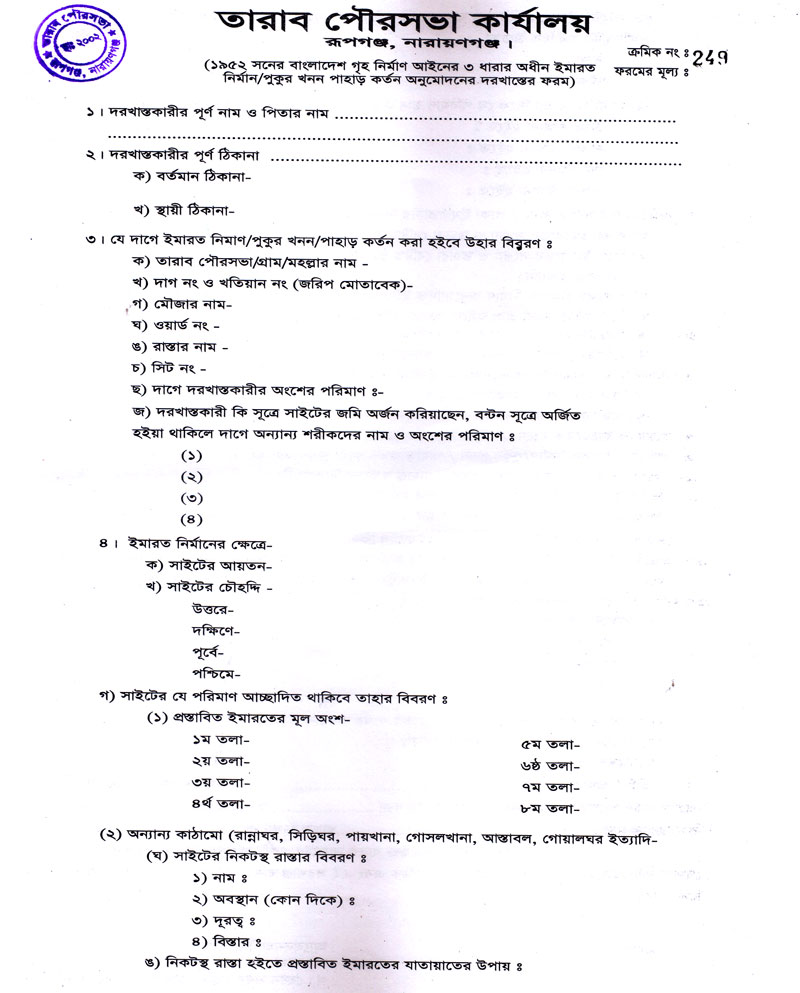 তারাব পৌরসভা কার্যালয়
রূপগঞ্জ, নারায়ণগঞ্জ।
তারাব পৌরসভা
স্থাঃ ২০০২
রূপগঞ্জ, নারায়ণগঞ্জ
ক্রমিক নং ঃ 249
(১৯৫২ সনের বাংলাদেশ গৃহ নির্মাণ আইনের ৩ ধারার অধীন ইমারত
নির্মান/পুকুর খনন পাহাড় কর্তন অনুমোদনের দরখাস্তের ফরম)
ফরমের মূল্য ঃ
১। দরখাস্তকারীর পূর্ণ নাম ও পিতার নাম ..............................
..............................
২। দরখাস্তকারীর পূর্ণ ঠিকানা ..............................
ক) বর্তমান ঠিকানা-
খ) স্থায়ী ঠিকানা-
৩। যে দাগে ইমারত নিমাণ/পুকুর খনন/পাহাড় কর্তন করা হইবে উহার বিবরণ ঃ
ক) তারাব পৌরসভা/গ্রাম/মহল্লার নাম -
খ) দাগ নং ও খতিয়ান নং (জরিপ মোতাবেক)-
গ) মৌজার নাম-
ঘ) ওয়ার্ড নং -
ঙ) রাস্তার নাম -
চ) সিট নং -
ছ) দাগে দরখাস্তকারীর অংশের পরিমাণ ঃ-
জ) দরখাস্তকারী কি সূত্রে সাইটের জমি অর্জন করিয়াছেন, বন্টন সূত্রে অর্জিত
হইয়া থাকিলে দাগে অন্যান্য শরীকদের নাম ও অংশের পরিমাণ ঃ
(১)
(২)
(৩)
(৪)
৪। ইমারত নির্মানের ক্ষেত্রে-
ক) সাইটের আয়তন-
খ) সাইটের চৌহদ্দি -
উত্তরে-
দক্ষিণে-
পূর্বে-
পশ্চিমে-
গ) সাইটের যে পরিমাণ আচ্ছাদিত থাকিবে তাহার বিবরণ ঃ
(১) প্রস্তাবিত ইমারতের মূল অংশ-
১ম তলা-
৫ম তলা-
২য় তলা-
৬ষ্ঠ তলা-
৩য় তলা-
৭ম তলা-
৪র্থ তলা-
৮ম তলা-
(২) অন্যান্য কাঠামো (রান্নাঘর, সিড়িঘর, পায়খানা, গোসলখানা, আস্তাবল, গোয়ালঘর ইত্যাদি-
(ঘ) সাইটের নিকটস্থ রাস্তার বিবরণ ঃ
১) নাম ঃ
২) অবস্থান (কোন দিকে) ঃ
৩) দূরত্ব ঃ
৪) বিস্তার ঃ
ঙ) নিকটস্থ রাস্তা হইতে প্রস্তাবিত ইমারতের যাতায়াতের উপায় ঃ